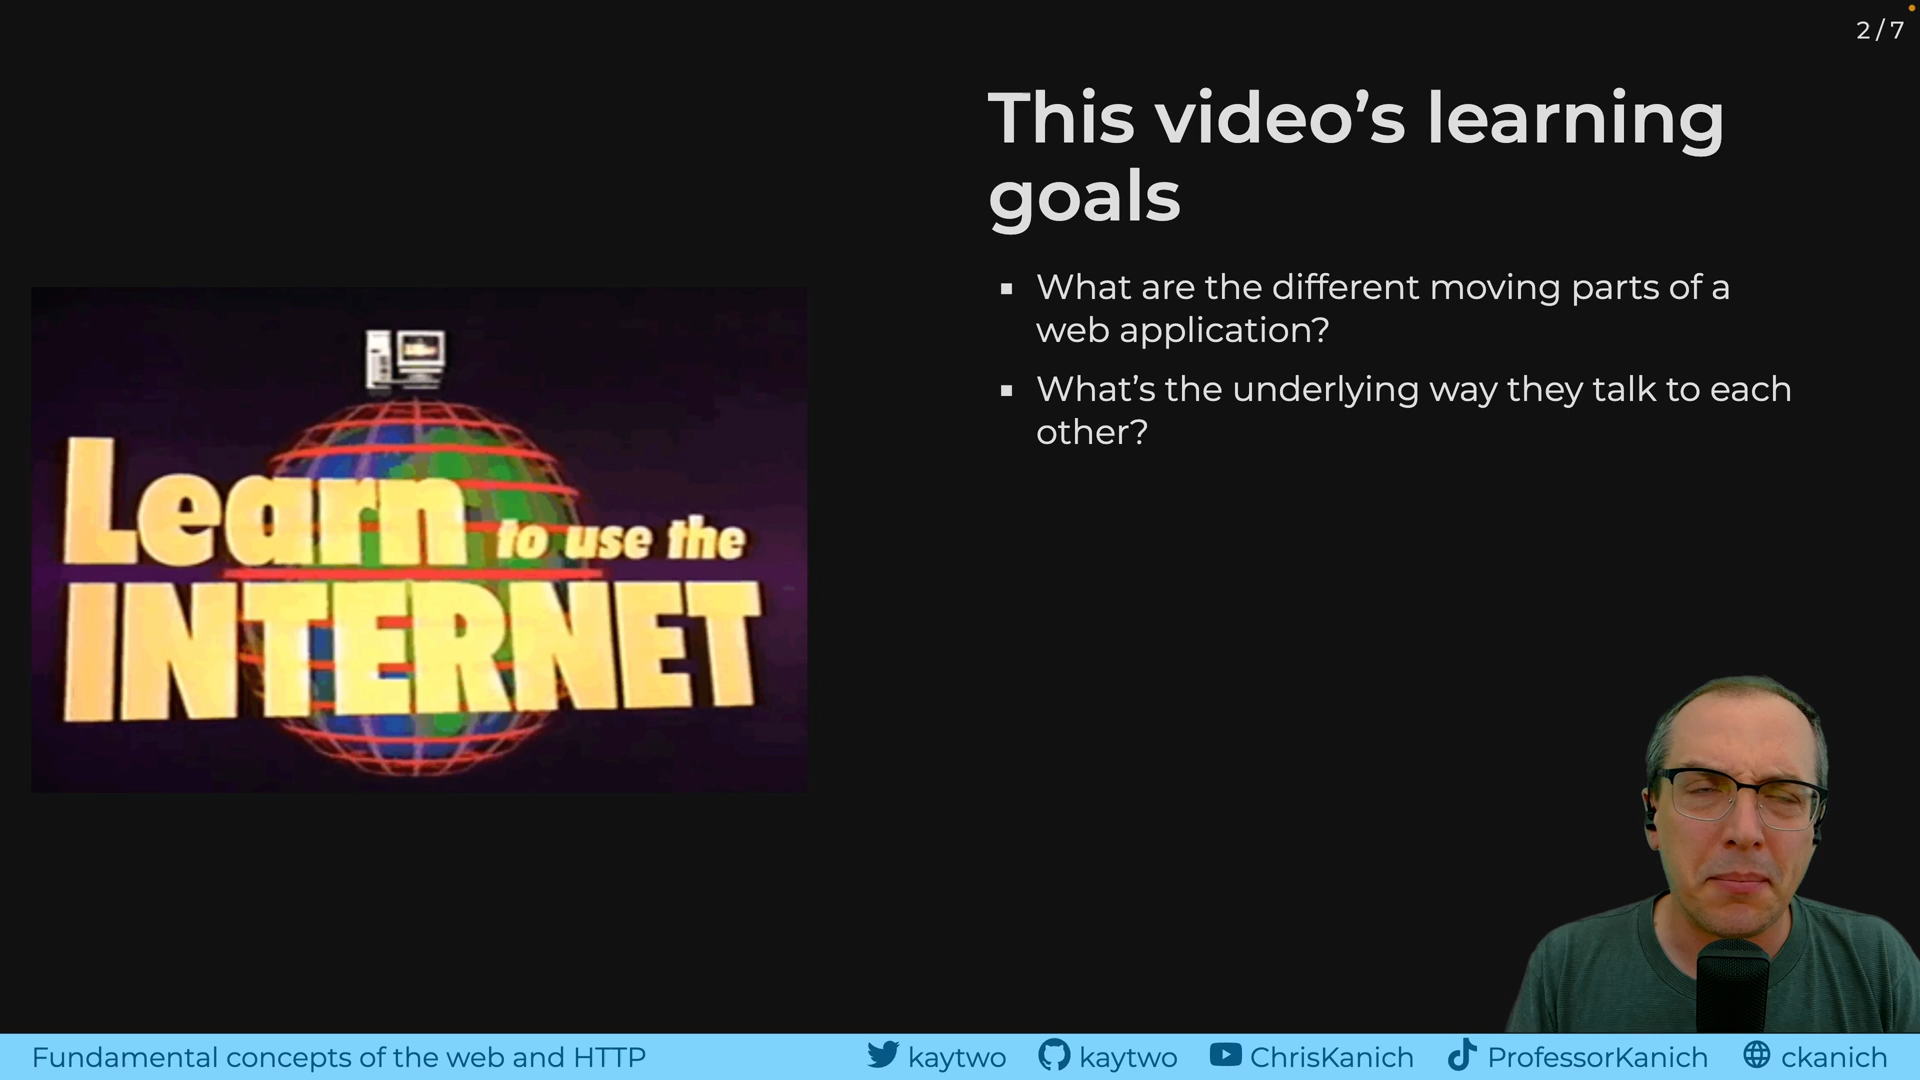 2 / 7
This video’s learning
goals
▪ What are the different moving parts of a
web application?
▪ What’s the underlying way they talk to each
other?
Learn to use the
INTERNET
Fundamental concepts of the web and HTTP
kaytwo kaytwo ChrisKanich ProfessorKanich ckanich